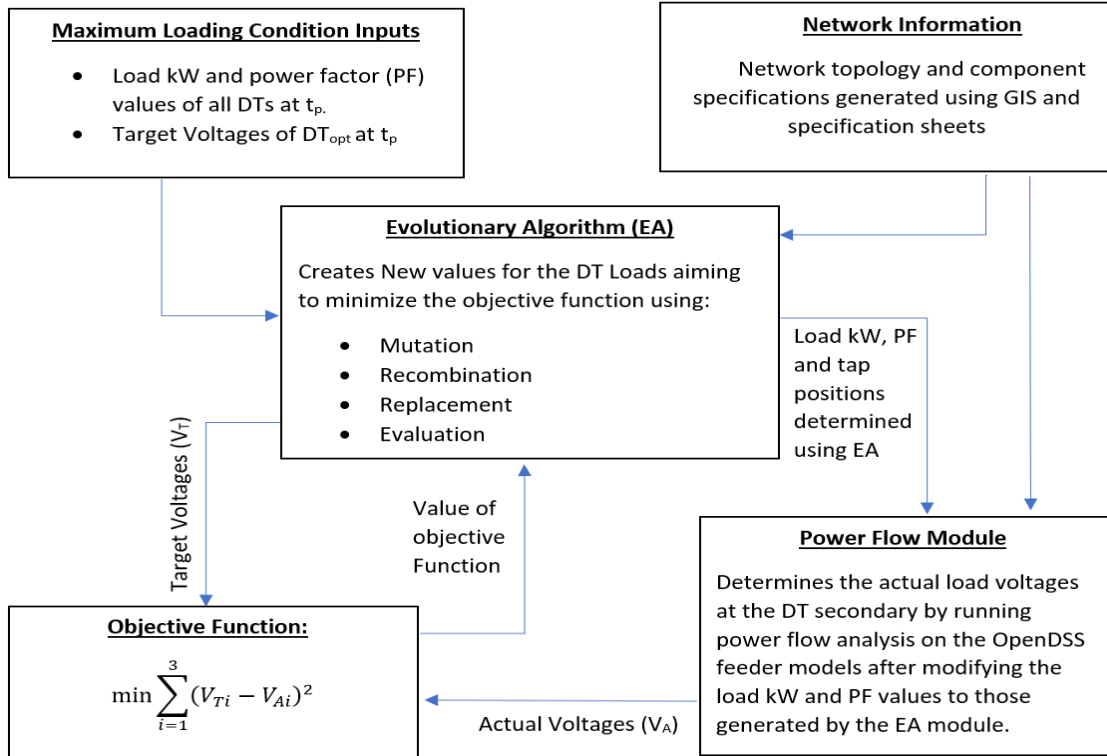 Maximum Loading Condition Inputs
• Load kW and power factor (PF)
values of all DTs at tp.
• Target Voltages of DTopt at tp
Network Information
Network topology and component
specifications generated using GIS and
specification sheets
Evolutionary Algorithm (EA)
Creates New values for the DT Loads aiming
to minimize the objective function using:
• Mutation
• Recombination
• Replacement
• Evaluation
Load kW, PF
and tap
positions
determined
using EA
Target Voltages (VT)
Value of
objective
Function
Objective Function:
min ∑_{i=1}^{3} (V_{Ti} − V_{Ai})^2
Actual Voltages (VA)
Power Flow Module
Determines the actual load voltages
at the DT secondary by running
power flow analysis on the OpenDSS
feeder models after modifying the
load kW and PF values to those
generated by the EA module.